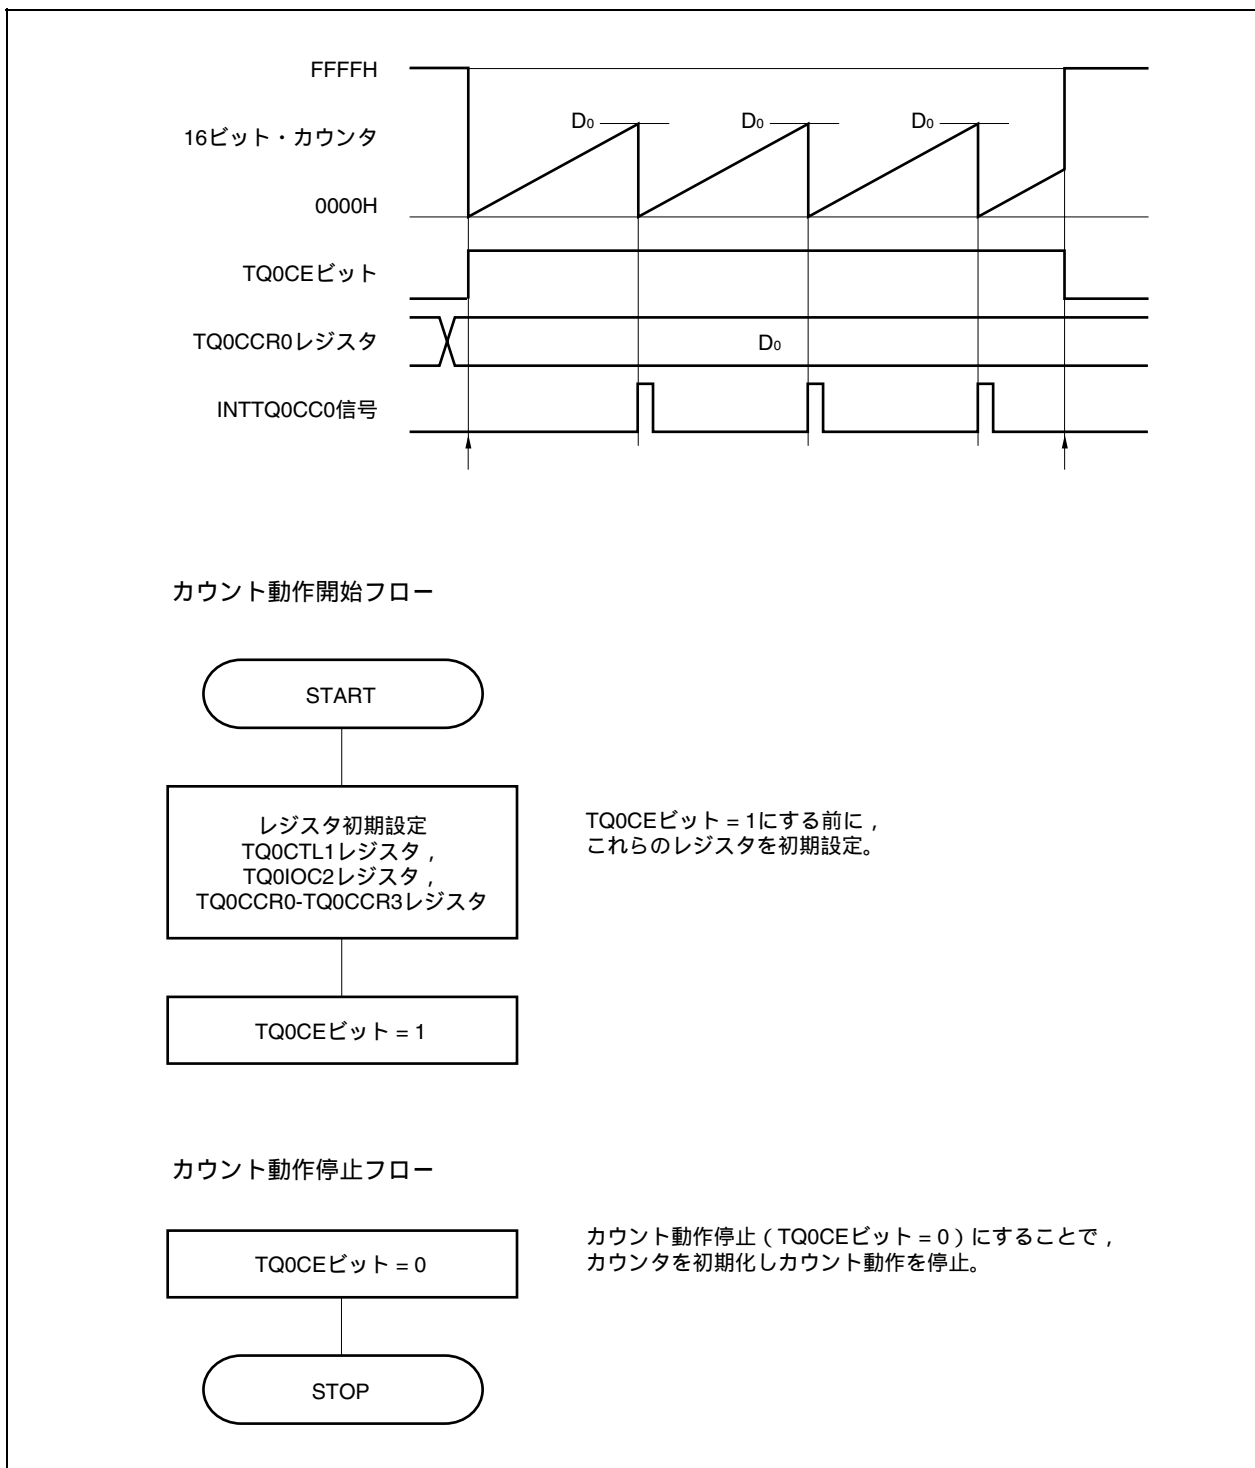 FFFFH
16ビット・カウンタ
D0 D0 D0
0000H
TQ0CEビット
TQ0CCR0レジスタ
D0
INTTQ0CC0信号
カウント動作開始フロー
START
レジスタ初期設定
TQ0CTL1レジスタ，
TQ0IOC2レジスタ，
TQ0CCR0-TQ0CCR3レジスタ
TQ0CEビット = 1にする前に，
これらのレジスタを初期設定。
TQ0CEビット = 1
カウント動作停止フロー
TQ0CEビット = 0
カウント動作停止（TQ0CEビット = 0）にすることで，
カウンタを初期化しカウント動作を停止。
STOP